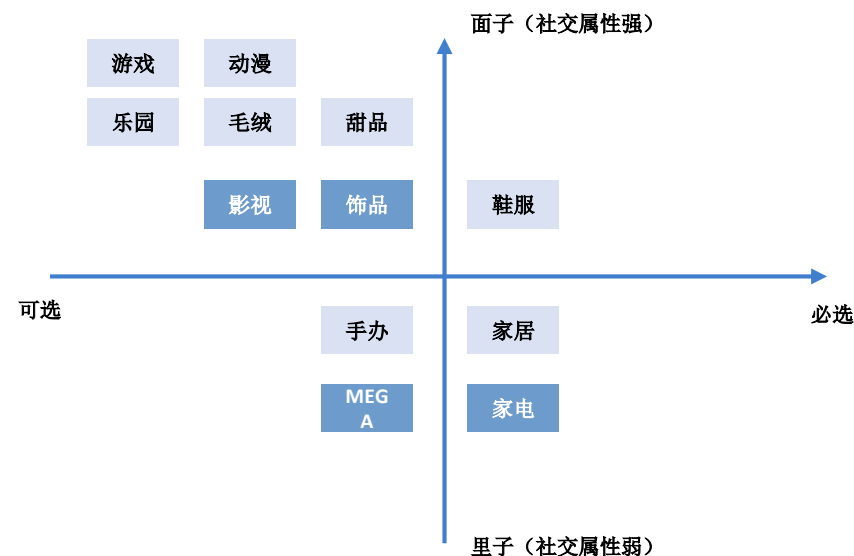 面子（社交属性强）
游戏
动漫
乐园
毛绒
甜品
影视
饰品
鞋服
可选
必选
手办
家居
MEG
A
家电
里子（社交属性弱）